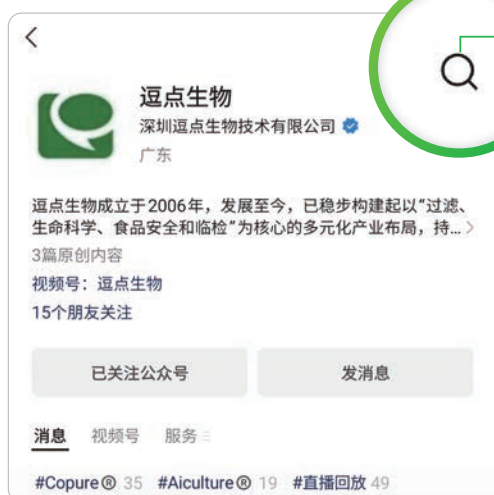 逗点生物
深圳逗点生物技术有限公司
广东
逗点生物成立于2006年，发展至今，已稳步构建起以“过滤、
生命科学、食品安全和临检”为核心的多元化产业布局，持...
3篇原创内容
视频号：逗点生物
15个朋友关注
已关注公众号 发消息
消息 视频号 服务
#Copure® 35 #Aiculture® 19 #直播回放 49